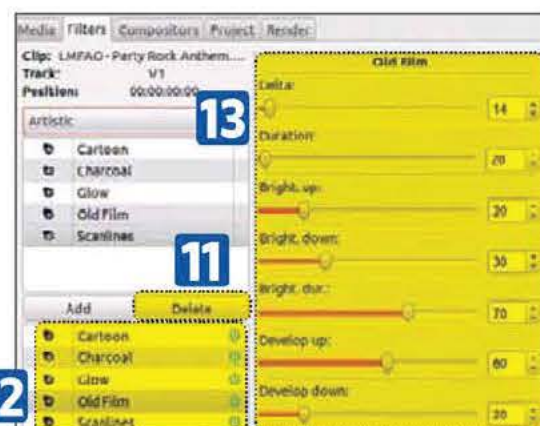 Media Filters Compositors Project Render
Clip: LMFAO - Party Rock Anthem....
Track: V1
Position: 00:00:00:00
Artistic
13
Cartoon
Charcoal
Glow
Old Film
Scanlines
11
Add Delete
Cartoon
Charcoal
Glow
Old Film
Scanlines
2
Old Film
Delta:
14
Duration:
20
Bright. up:
20
Bright. down:
30
Bright. dur.:
70
Develop up:
60
Develop down:
20